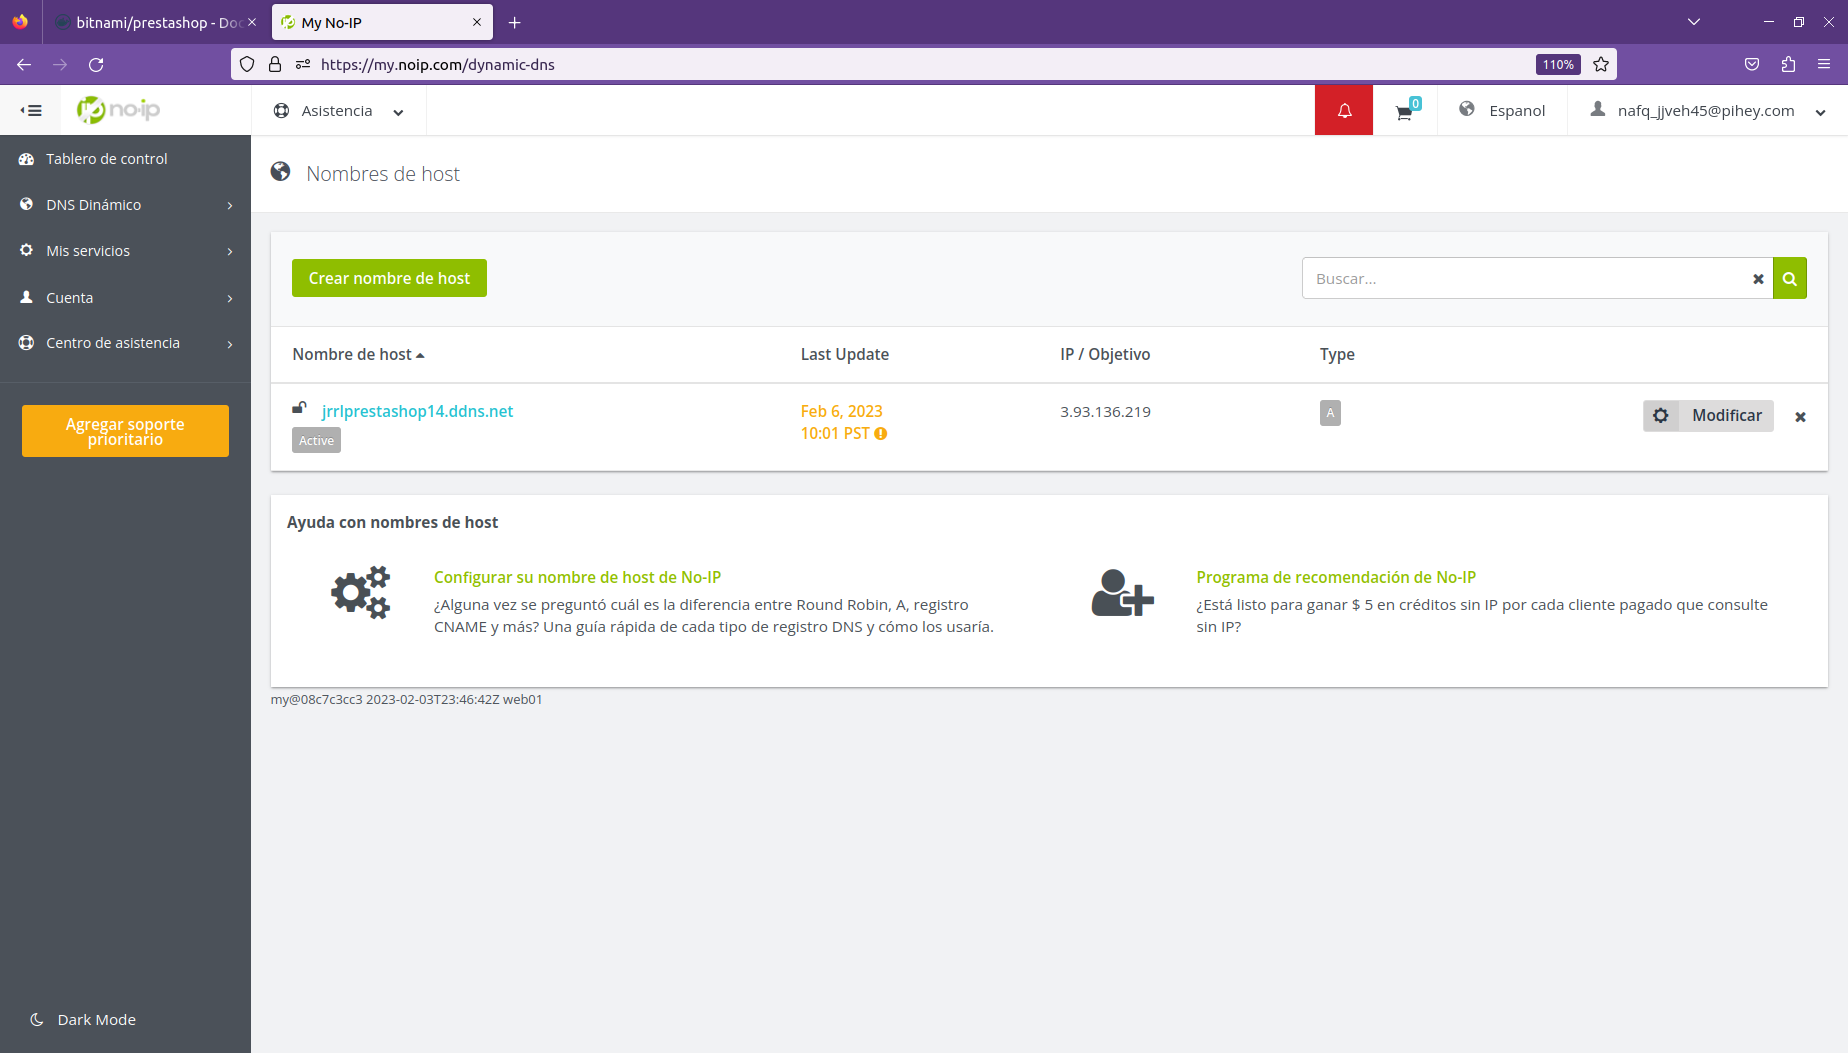 bitnami/prestashop - Doc
My No-IP
https://my.noip.com/dynamic-dns
110%
no-ip
Asistencia
0
Espanol
nafq_jjveh45@pihey.com
Tablero de control
DNS Dinámico
Mis servicios
Cuenta
Centro de asistencia
Agregar soporte
prioritario
Dark Mode
Nombres de host
Crear nombre de host
Buscar...
Nombre de host
Last Update
IP / Objetivo
Type
jrrlprestashop14.ddns.net
Active
Feb 6, 2023
10:01 PST
3.93.136.219
A
Modificar
Ayuda con nombres de host
Configurar su nombre de host de No-IP
¿Alguna vez se preguntó cuál es la diferencia entre Round Robin, A, registro
CNAME y más? Una guía rápida de cada tipo de registro DNS y cómo los usaría.
Programa de recomendación de No-IP
¿Está listo para ganar $ 5 en créditos sin IP por cada cliente pagado que consulte
sin IP?
my@08c7c3cc3 2023-02-03T23:46:42Z web01